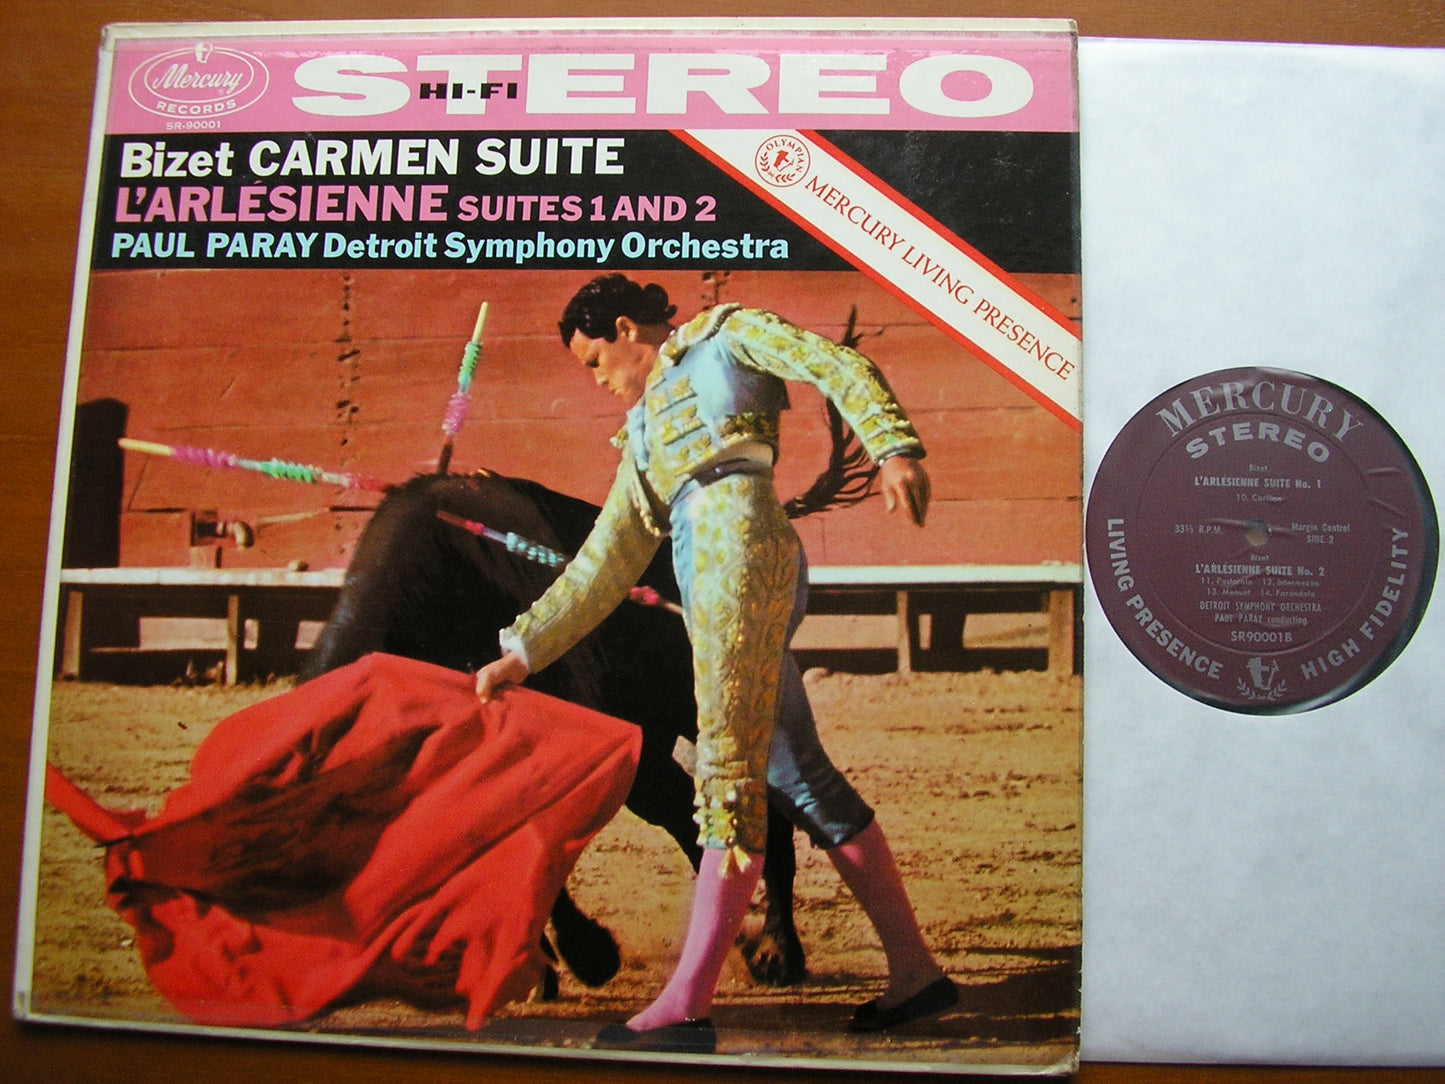 Mercury
RECORDS
SR-90001
STEREO
HI-FI
Bizet CARMEN SUITE
L'ARLÉSIENNE SUITES 1 AND 2
PAUL PARAY Detroit Symphony Orchestra
OLYMPIAN
MERCURY LIVING PRESENCE
MERCURY
STEREO
Bizet
L'ARLESIENNE SUITE No. 1
10. Carillon
33⅓ R.P.M.
Margin Control
SIDE 2
Bizet
L'ARLÉSIENNE SUITE No. 2
11. Pastorale 12. Intermezzo
13. Menuet 14. Farandole
DETROIT SYMPHONY ORCHESTRA
PAUL PARAY conducting
SR90001B
LIVING PRESENCE
HIGH FIDELITY